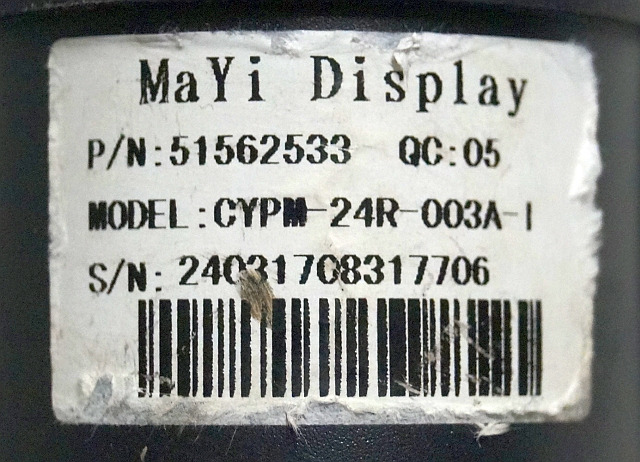 MaYi Display
P/N:51562533 QC:05
MODEL:CYPM-24R-003A-I
S/N: 24031708317706